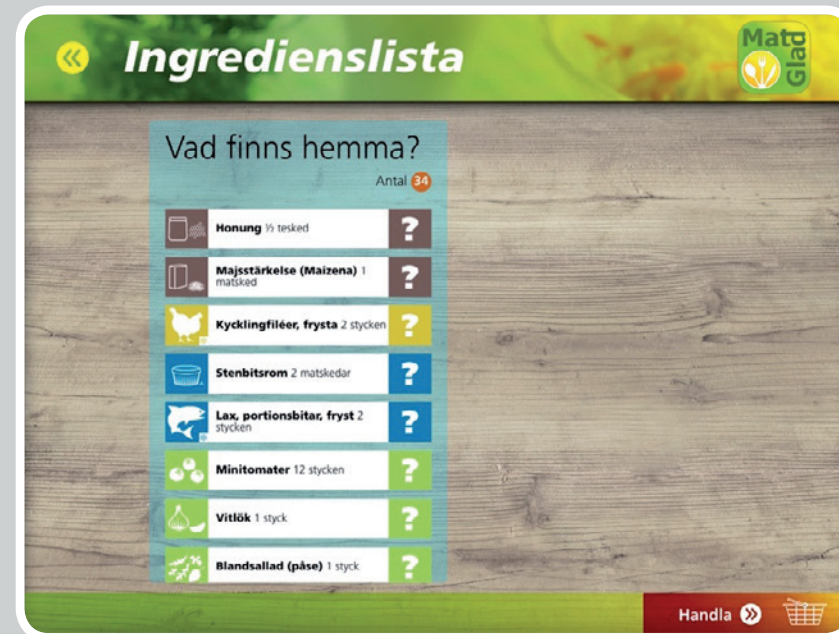 Ingredienslista
Mat
Glad
Vad finns hemma?
Antal 34
Honung ½ tesked ?
Majsstärkelse (Maizena) 1
matsked ?
Kycklingfiléer, frysta 2 stycken ?
Stenbitsrom 2 matskedar ?
Lax, portionsbitar, fryst 2
stycken ?
Minitomater 12 stycken ?
Vitlök 1 styck ?
Blandsallad (påse) 1 styck ?
Handla